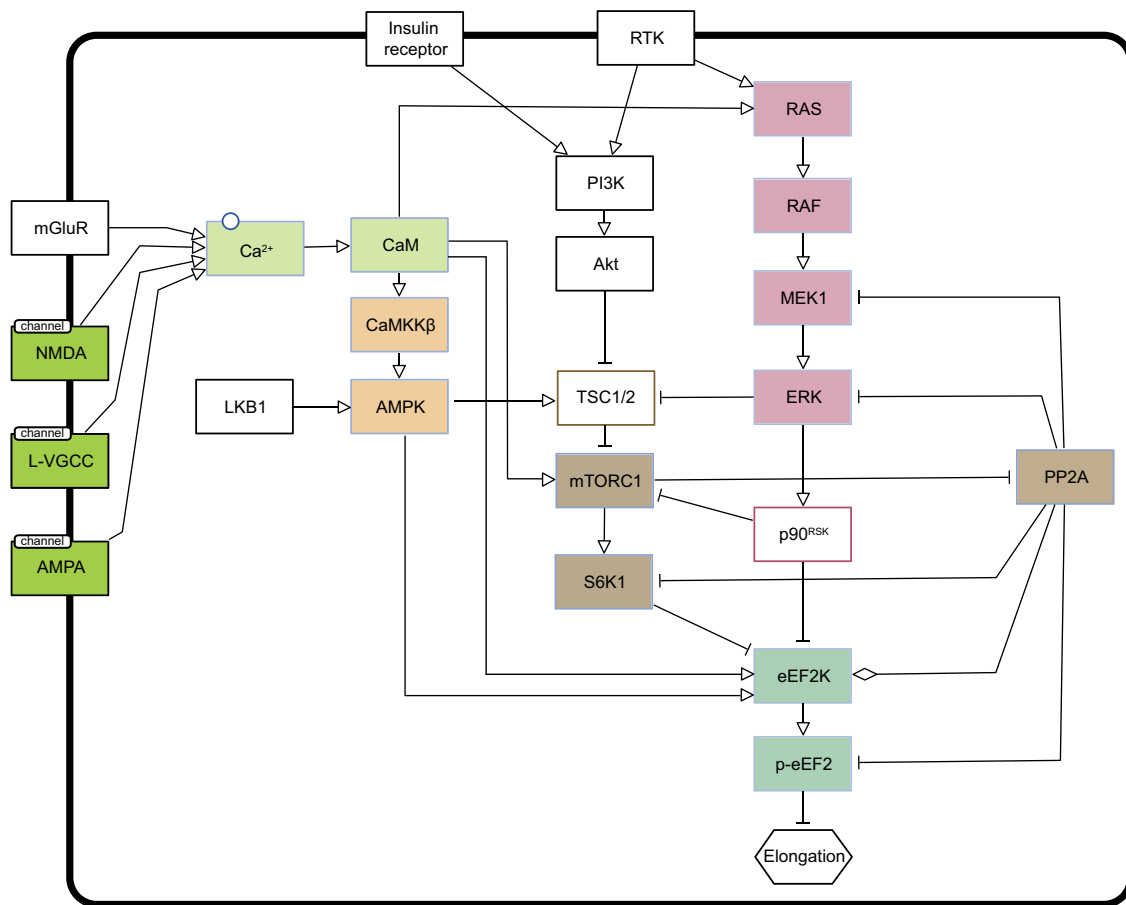 Insulin
receptor
RTK
RAS
PI3K
RAF
mGluR
Ca²⁺
CaM
Akt
MEK1
channel
NMDA
CaMKKβ
LKB1
AMPK
TSC1/2
ERK
channel
L-VGCC
mTORC1
PP2A
p90ᴿˢᴷ
channel
AMPA
S6K1
eEF2K
p-eEF2
Elongation